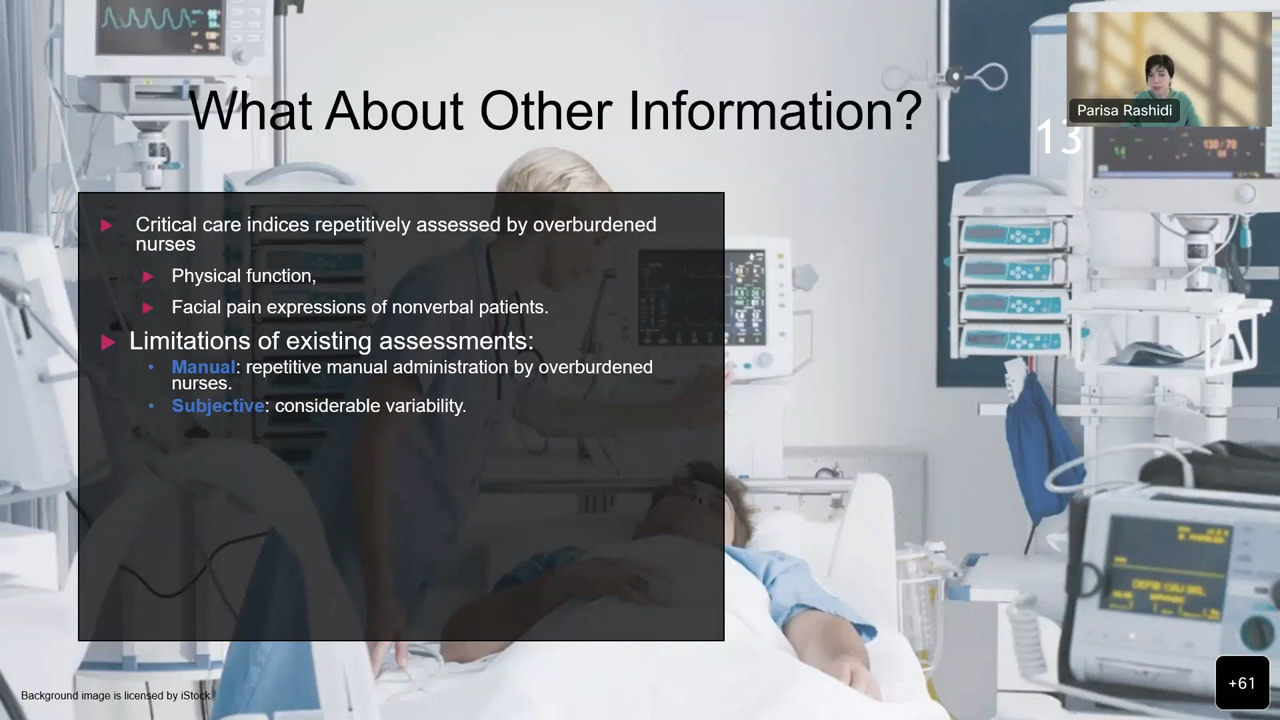 What About Other Information?
Parisa Rashidi
13
130/70
Critical care indices repetitively assessed by overburdened
nurses
Physical function,
Facial pain expressions of nonverbal patients.
Limitations of existing assessments:
Manual: repetitive manual administration by overburdened
nurses.
Subjective: considerable variability.
Background image is licensed by iStock.
+61